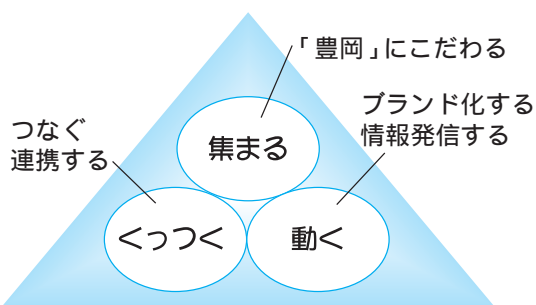 「豊岡」にこだわる
ブランド化する
情報発信する
つなぐ
連携する
集まる
くっつく
動く